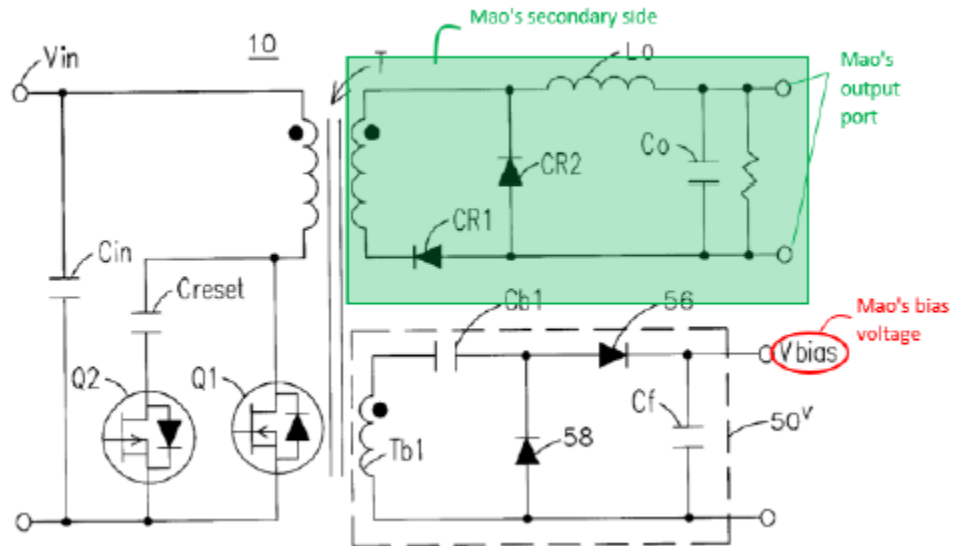 Mao's secondary side
10
Vin
T
Lo
Mao's
output
port
Co
CR2
CR1
Cin
Creset
Cb1
56
Mao's bias
voltage
Vbias
Q2
Q1
Cf
50v
58
Tb1